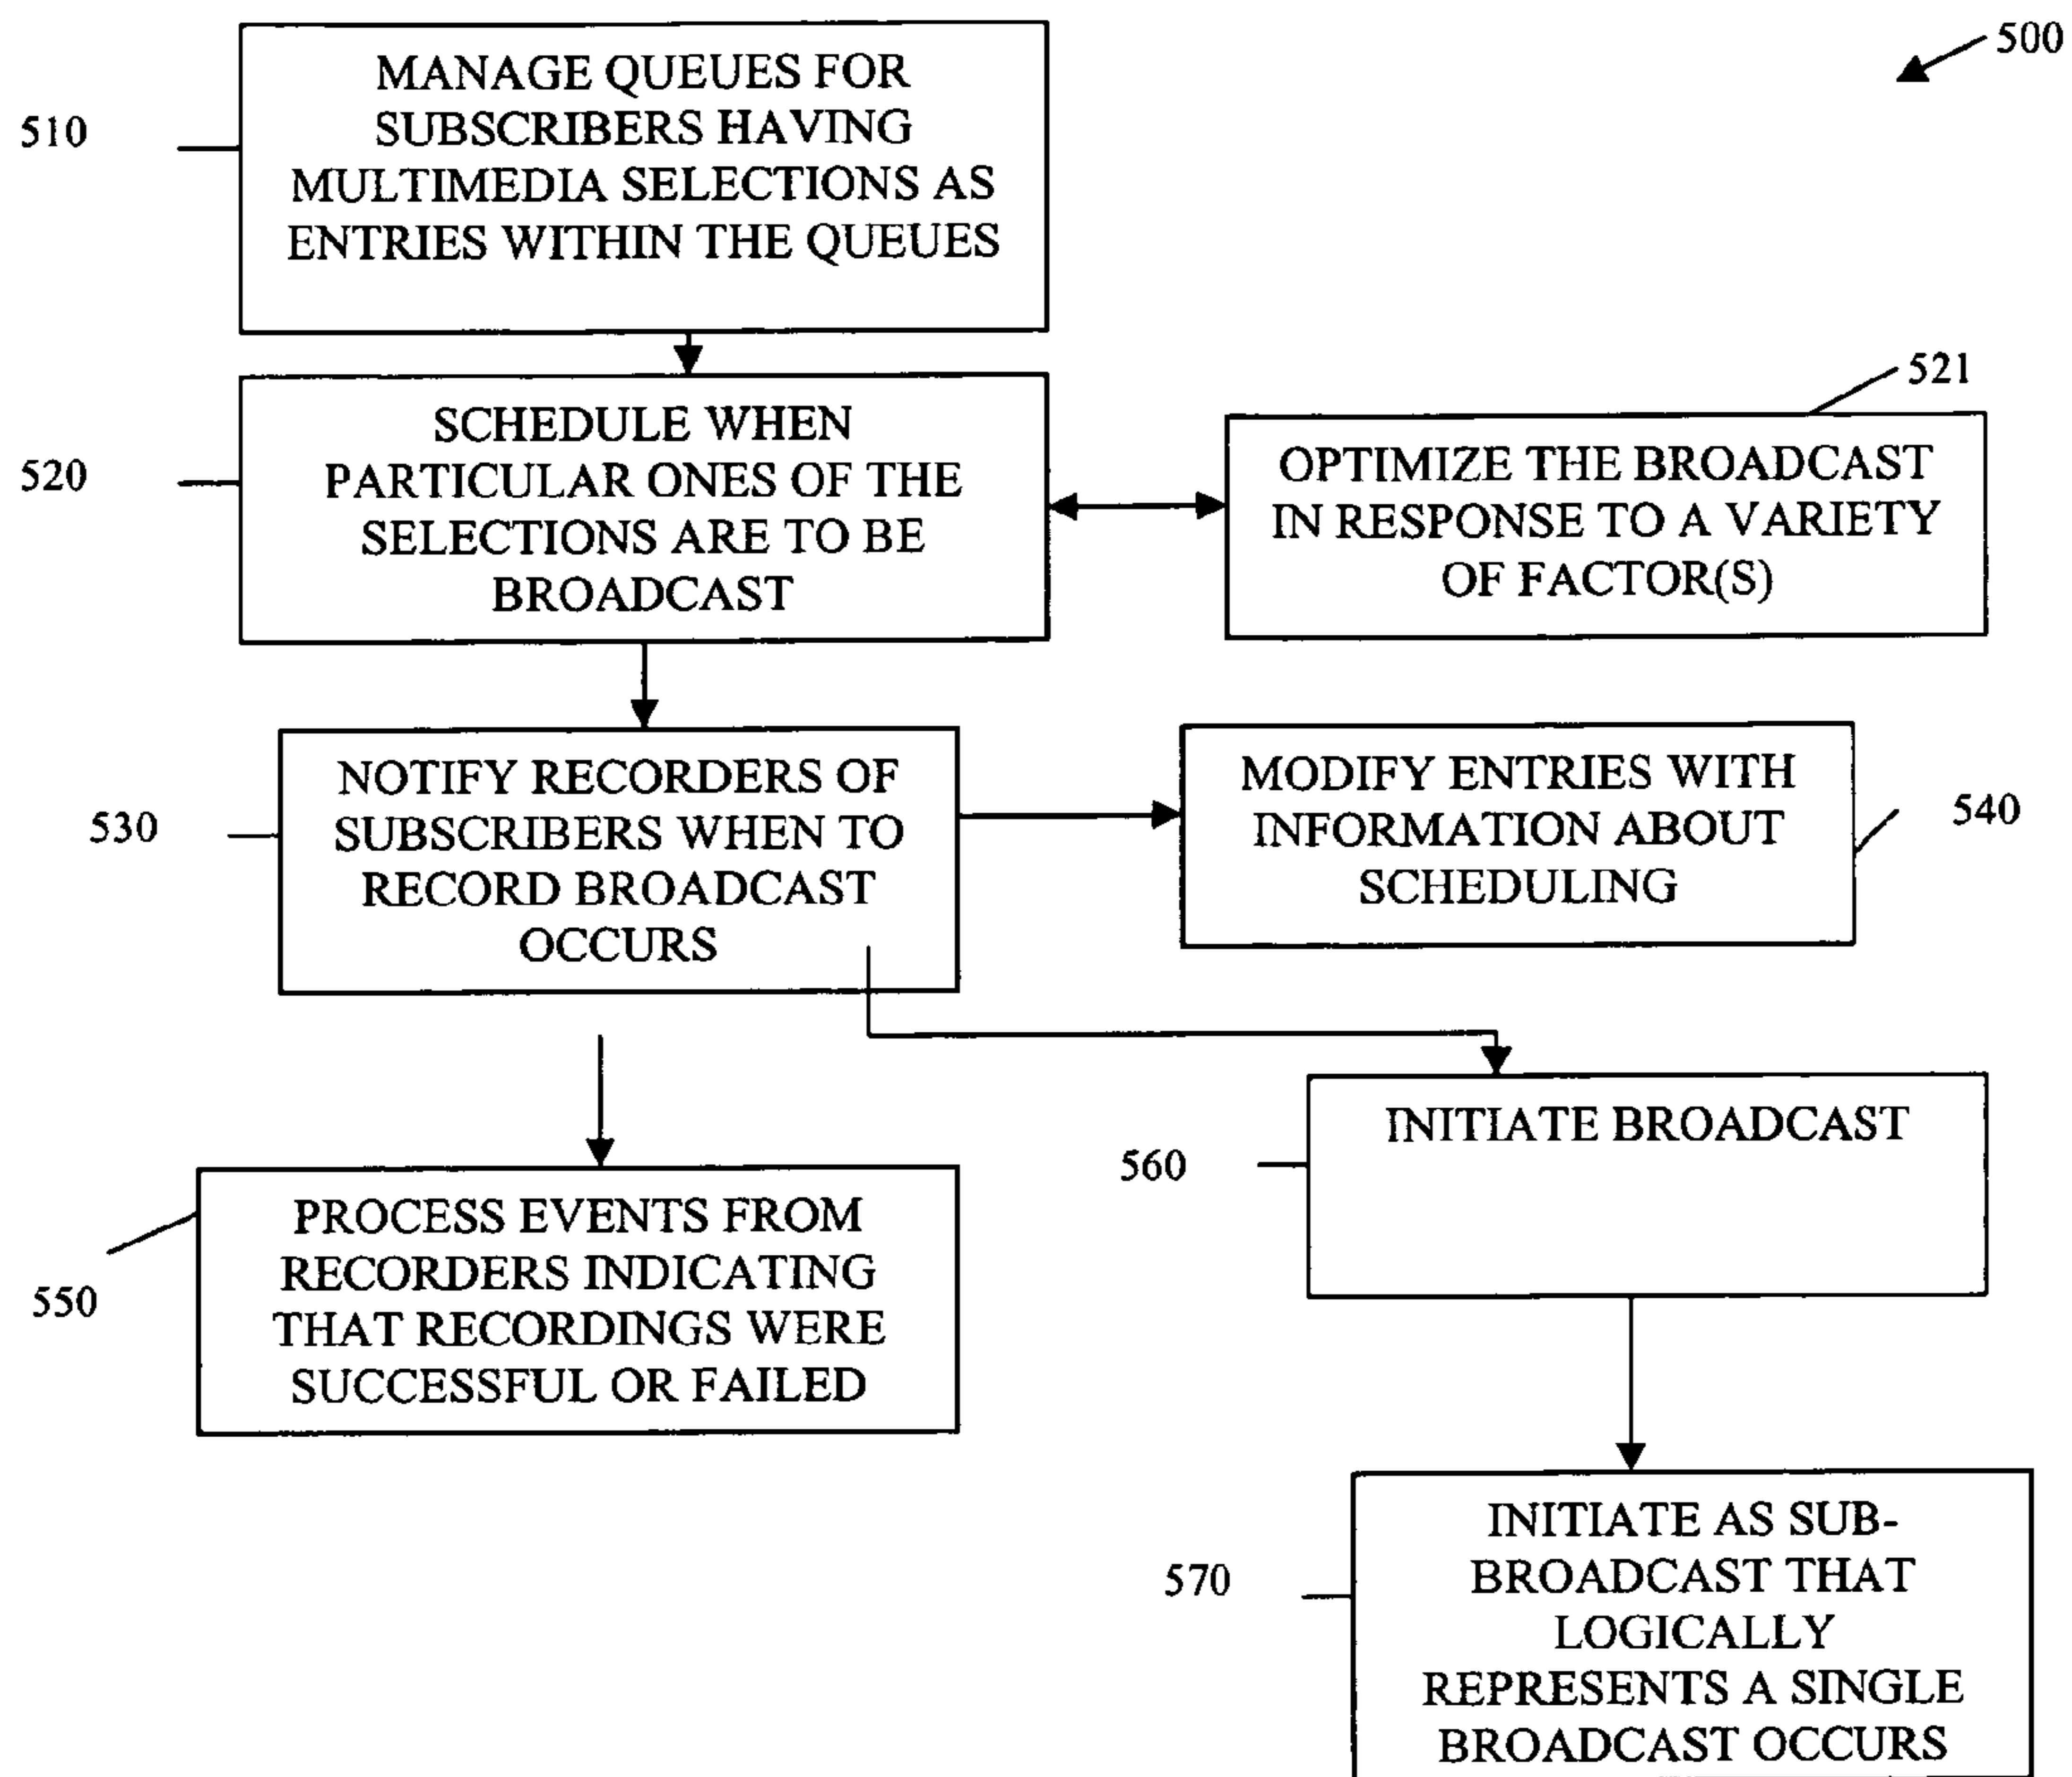 500
510
MANAGE QUEUES FOR
SUBSCRIBERS HAVING
MULTIMEDIA SELECTIONS AS
ENTRIES WITHIN THE QUEUES
520
SCHEDULE WHEN
PARTICULAR ONES OF THE
SELECTIONS ARE TO BE
BROADCAST
521
OPTIMIZE THE BROADCAST
IN RESPONSE TO A VARIETY
OF FACTOR(S)
530
NOTIFY RECORDERS OF
SUBSCRIBERS WHEN TO
RECORD BROADCAST
OCCURS
MODIFY ENTRIES WITH
INFORMATION ABOUT
SCHEDULING
540
550
PROCESS EVENTS FROM
RECORDERS INDICATING
THAT RECORDINGS WERE
SUCCESSFUL OR FAILED
560
INITIATE BROADCAST
570
INITIATE AS SUB-
BROADCAST THAT
LOGICALLY
REPRESENTS A SINGLE
BROADCAST OCCURS